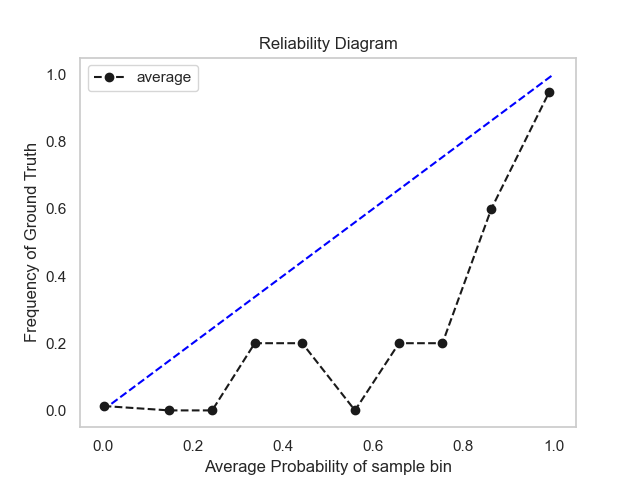 Reliability Diagram
average
Frequency of Ground Truth
1.0
0.8
0.6
0.4
0.2
0.0
0.0 0.2 0.4 0.6 0.8 1.0
Average Probability of sample bin